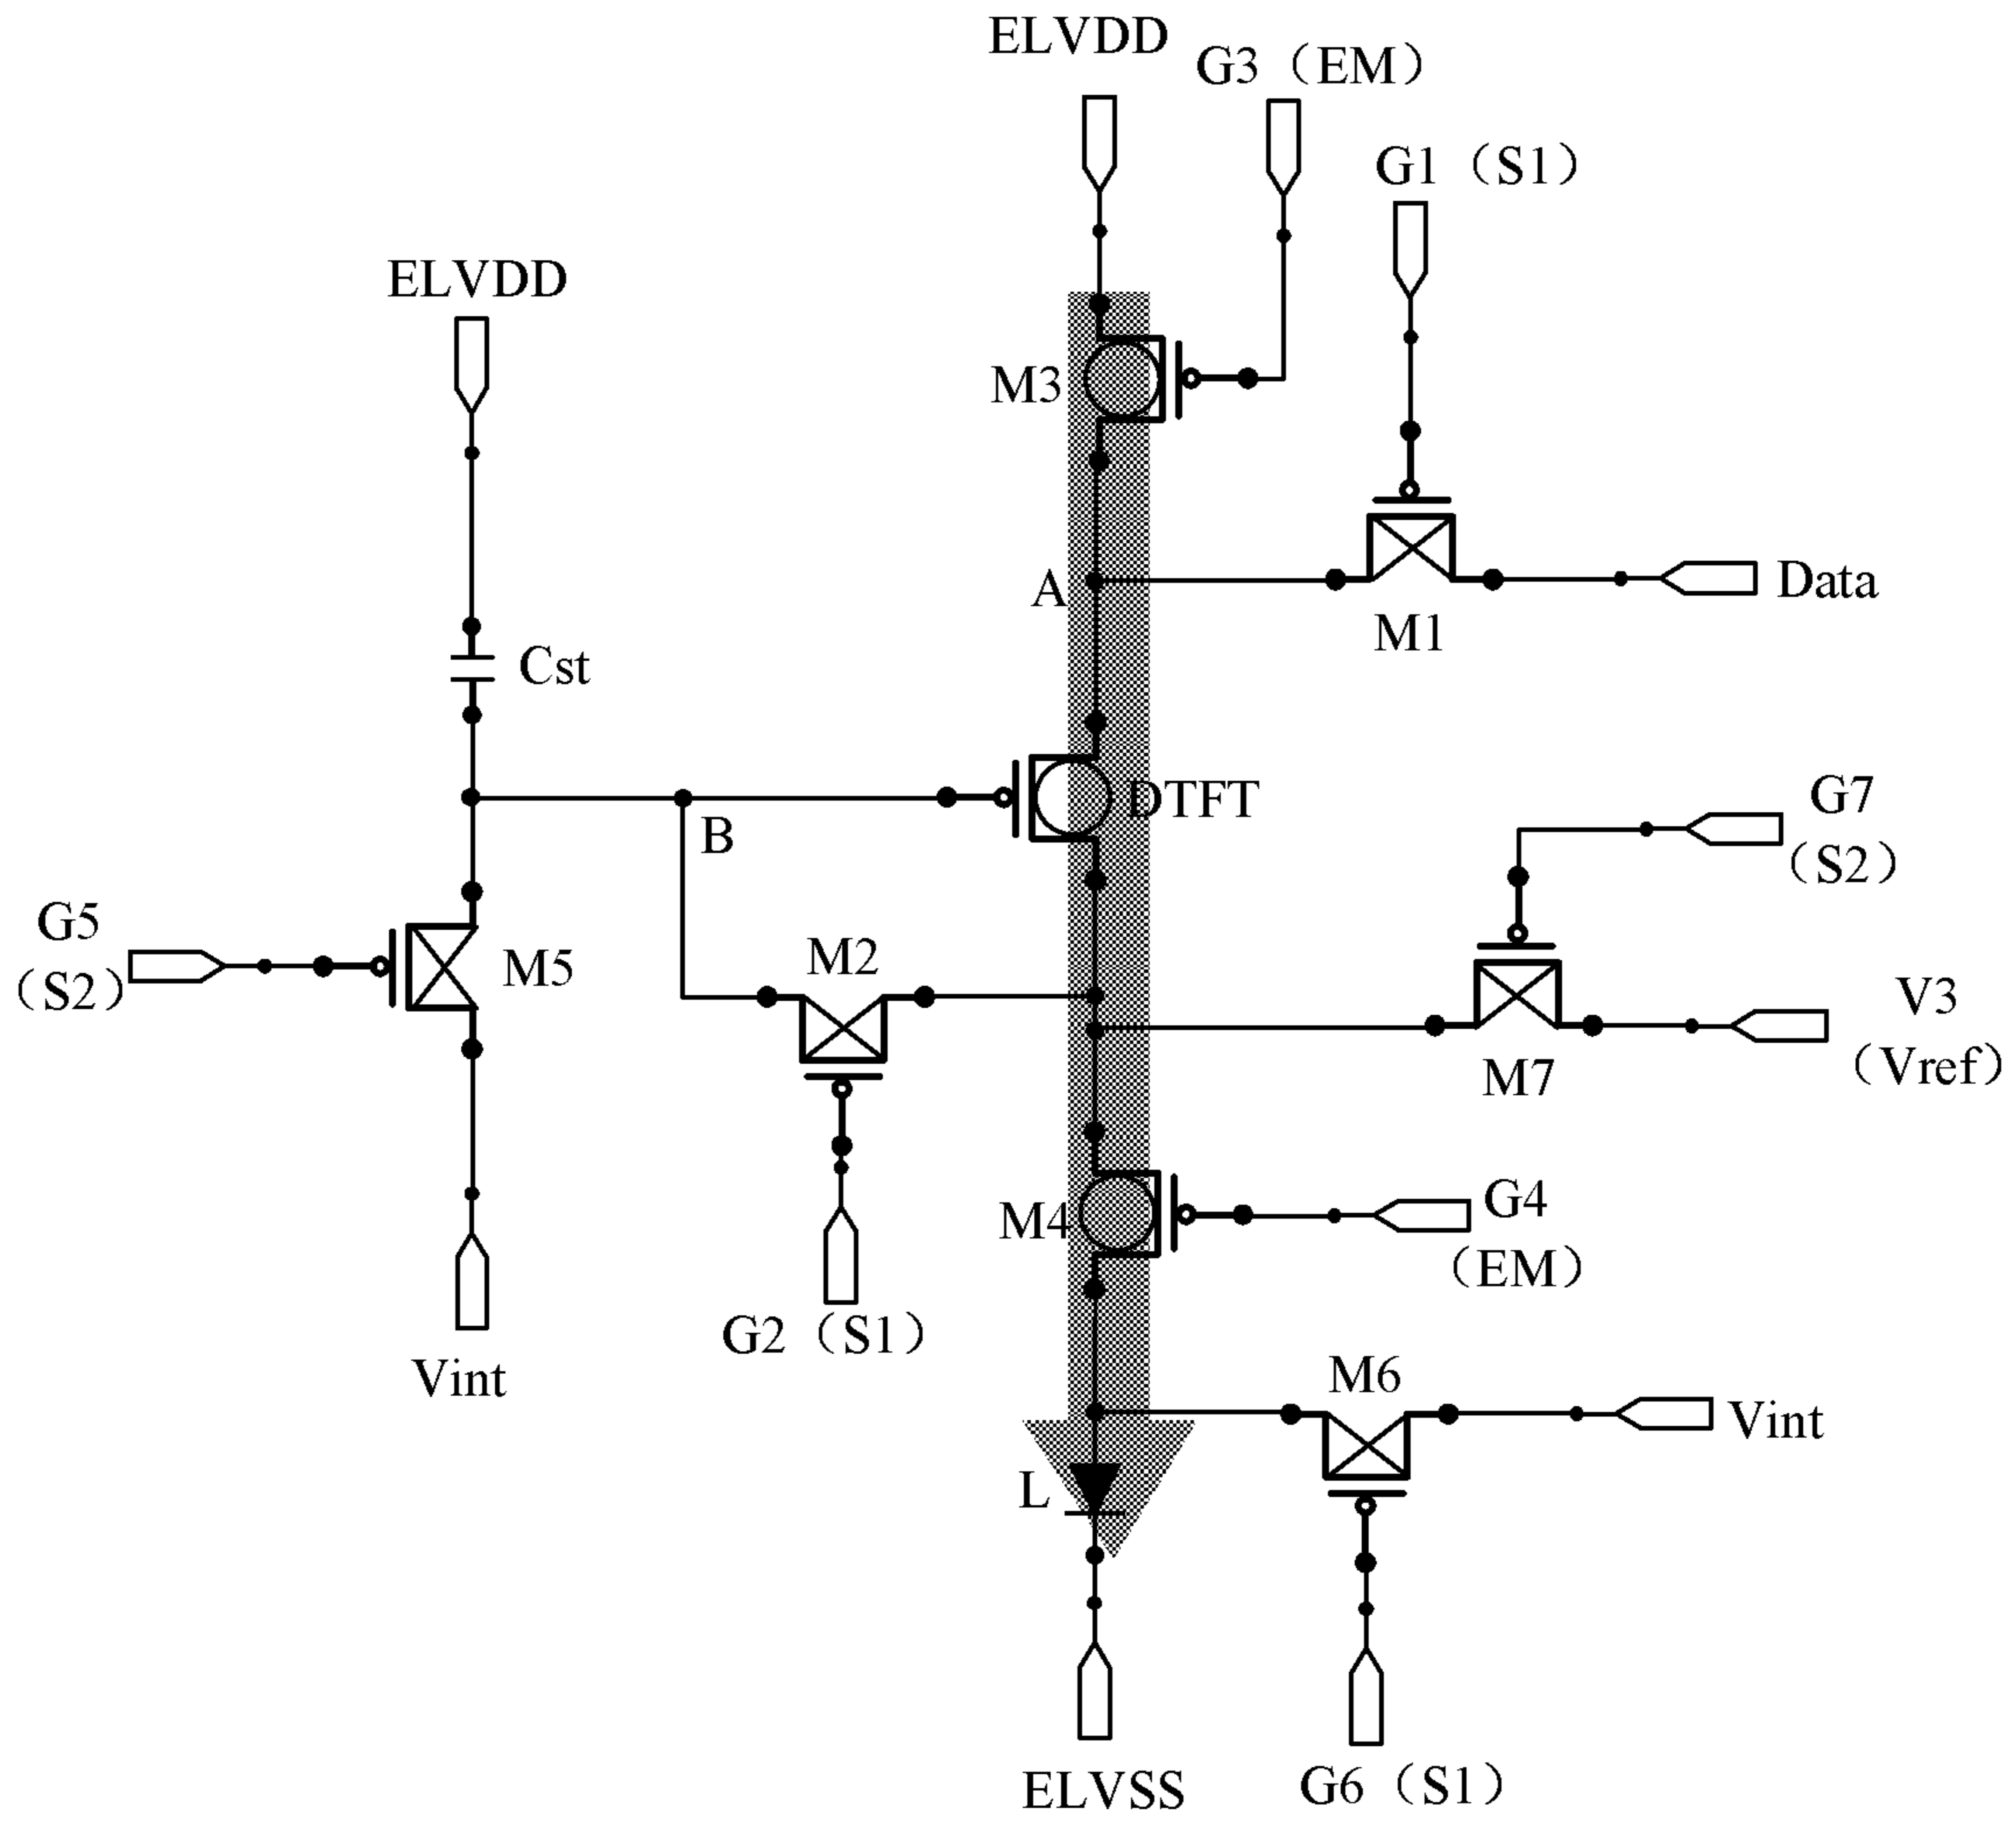 ELVDD
G3（EM）
G1（S1）
ELVDD
M3
A
Data
M1
Cst
DTFT
G7
（S2）
B
G5
（S2）
M5
M2
V3
（Vref）
M7
M4
G4
（EM）
G2（S1）
Vint
M6
Vint
L
ELVSS
G6（S1）